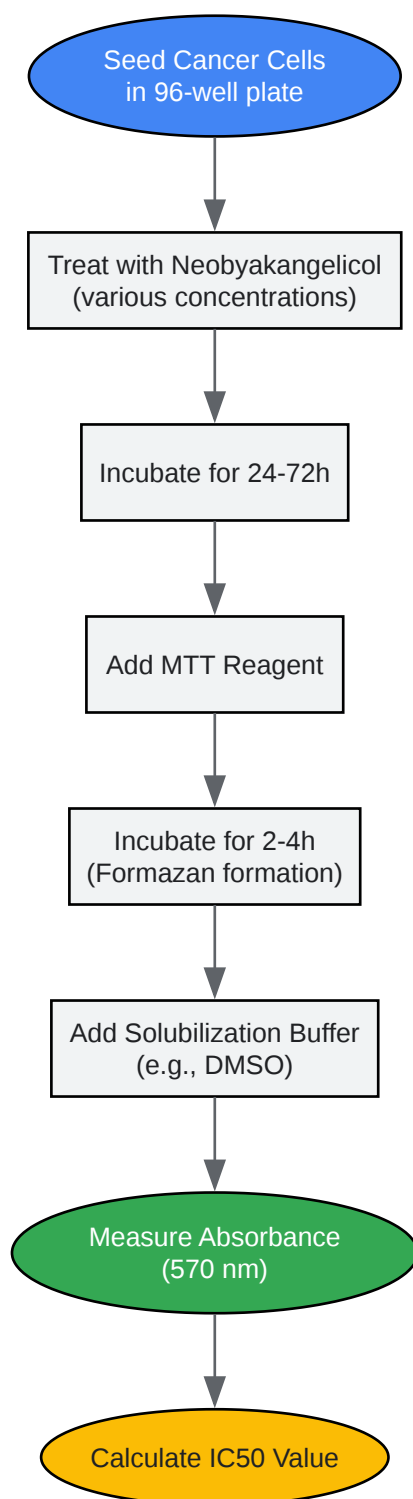 Seed Cancer Cells
in 96-well plate
Treat with Neobyakangelicol
(various concentrations)
Incubate for 24-72h
Add MTT Reagent
Incubate for 2-4h
(Formazan formation)
Add Solubilization Buffer
(e.g., DMSO)
Measure Absorbance
(570 nm)
Calculate IC50 Value